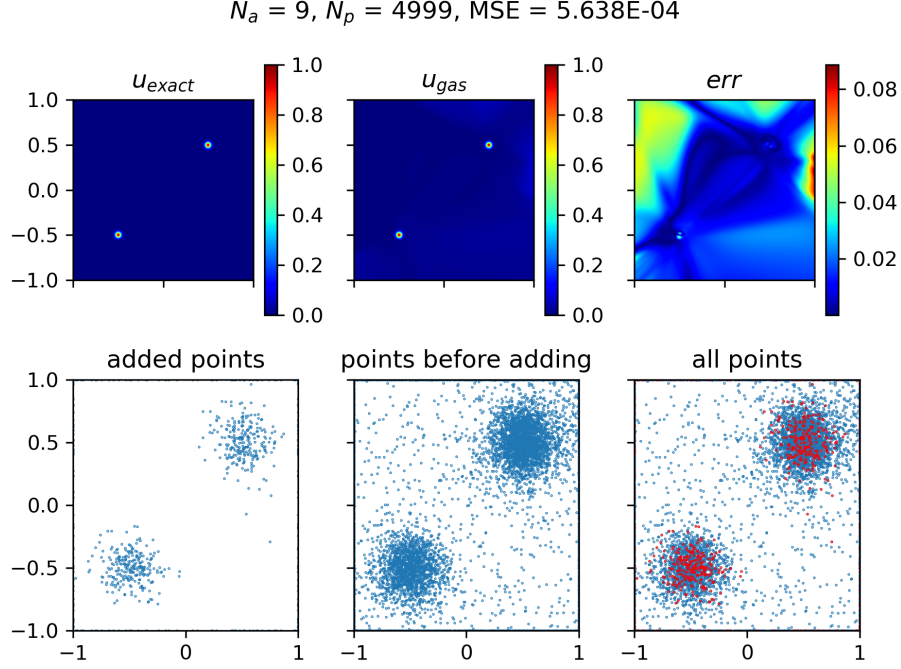 N_a = 9, N_p = 4999, MSE = 5.638E-04
u_exact
u_gas
err
1.0
0.5
0.0
−0.5
−1.0
1.0
0.8
0.6
0.4
0.2
0.0
1.0
0.8
0.6
0.4
0.2
0.0
0.08
0.06
0.04
0.02
added points
points before adding
all points
1.0
0.5
0.0
−0.5
−1.0
−1 0 1
−1 0 1
−1 0 1